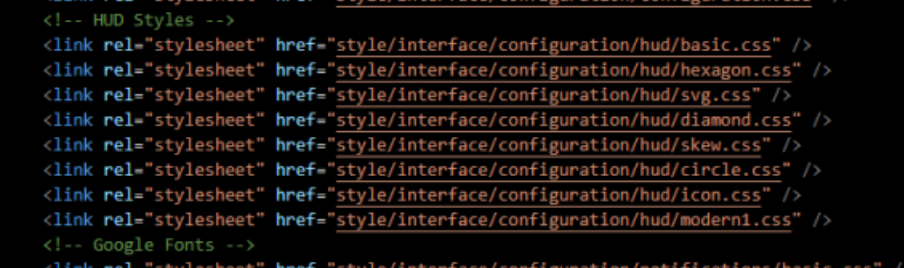 <!-- HUD Styles -->
<link rel="stylesheet" href="style/interface/configuration/hud/basic.css" />
<link rel="stylesheet" href="style/interface/configuration/hud/hexagon.css" />
<link rel="stylesheet" href="style/interface/configuration/hud/svg.css" />
<link rel="stylesheet" href="style/interface/configuration/hud/diamond.css" />
<link rel="stylesheet" href="style/interface/configuration/hud/skew.css" />
<link rel="stylesheet" href="style/interface/configuration/hud/circle.css" />
<link rel="stylesheet" href="style/interface/configuration/hud/icon.css" />
<link rel="stylesheet" href="style/interface/configuration/hud/modern1.css" />
<!-- Google Fonts -->